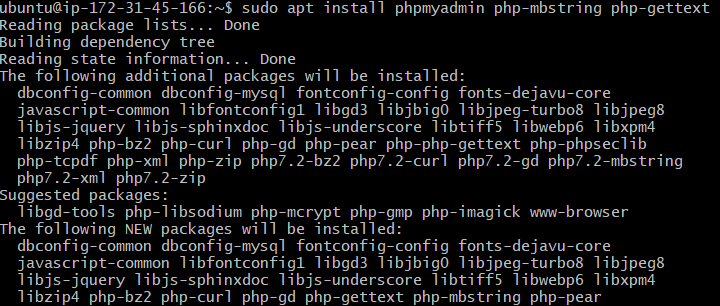 ubuntu@ip-172-31-45-166:~$ sudo apt install phpmyadmin php-mbstring php-gettext
Reading package lists... Done
Building dependency tree
Reading state information... Done
The following additional packages will be installed:
  dbconfig-common dbconfig-mysql fontconfig-config fonts-dejavu-core
  javascript-common libfontconfig1 libgd3 libjbig0 libjpeg-turbo8 libjpeg8
  libjs-jquery libjs-sphinxdoc libjs-underscore libtiff5 libwebp6 libxpm4
  libzip4 php-bz2 php-curl php-gd php-pear php-php-gettext php-phpseclib
  php-tcpdf php-xml php-zip php7.2-bz2 php7.2-curl php7.2-gd php7.2-mbstring
  php7.2-xml php7.2-zip
Suggested packages:
  libgd-tools php-libsodium php-mcrypt php-gmp php-imagick www-browser
The following NEW packages will be installed:
  dbconfig-common dbconfig-mysql fontconfig-config fonts-dejavu-core
  javascript-common libfontconfig1 libgd3 libjbig0 libjpeg-turbo8 libjpeg8
  libjs-jquery libjs-sphinxdoc libjs-underscore libtiff5 libwebp6 libxpm4
  libzip4 php-bz2 php-curl php-gd php-gettext php-mbstring php-pear